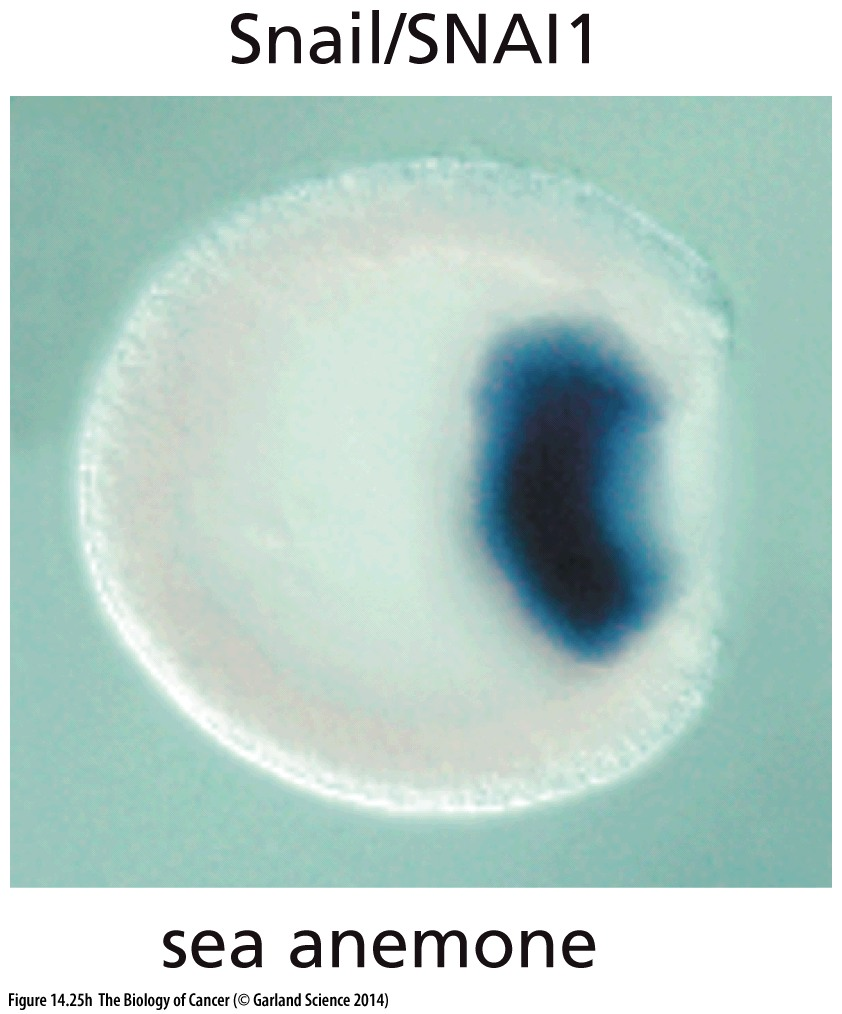 Snail/SNAI1
sea anemone
Figure 14.25h The Biology of Cancer (© Garland Science 2014)